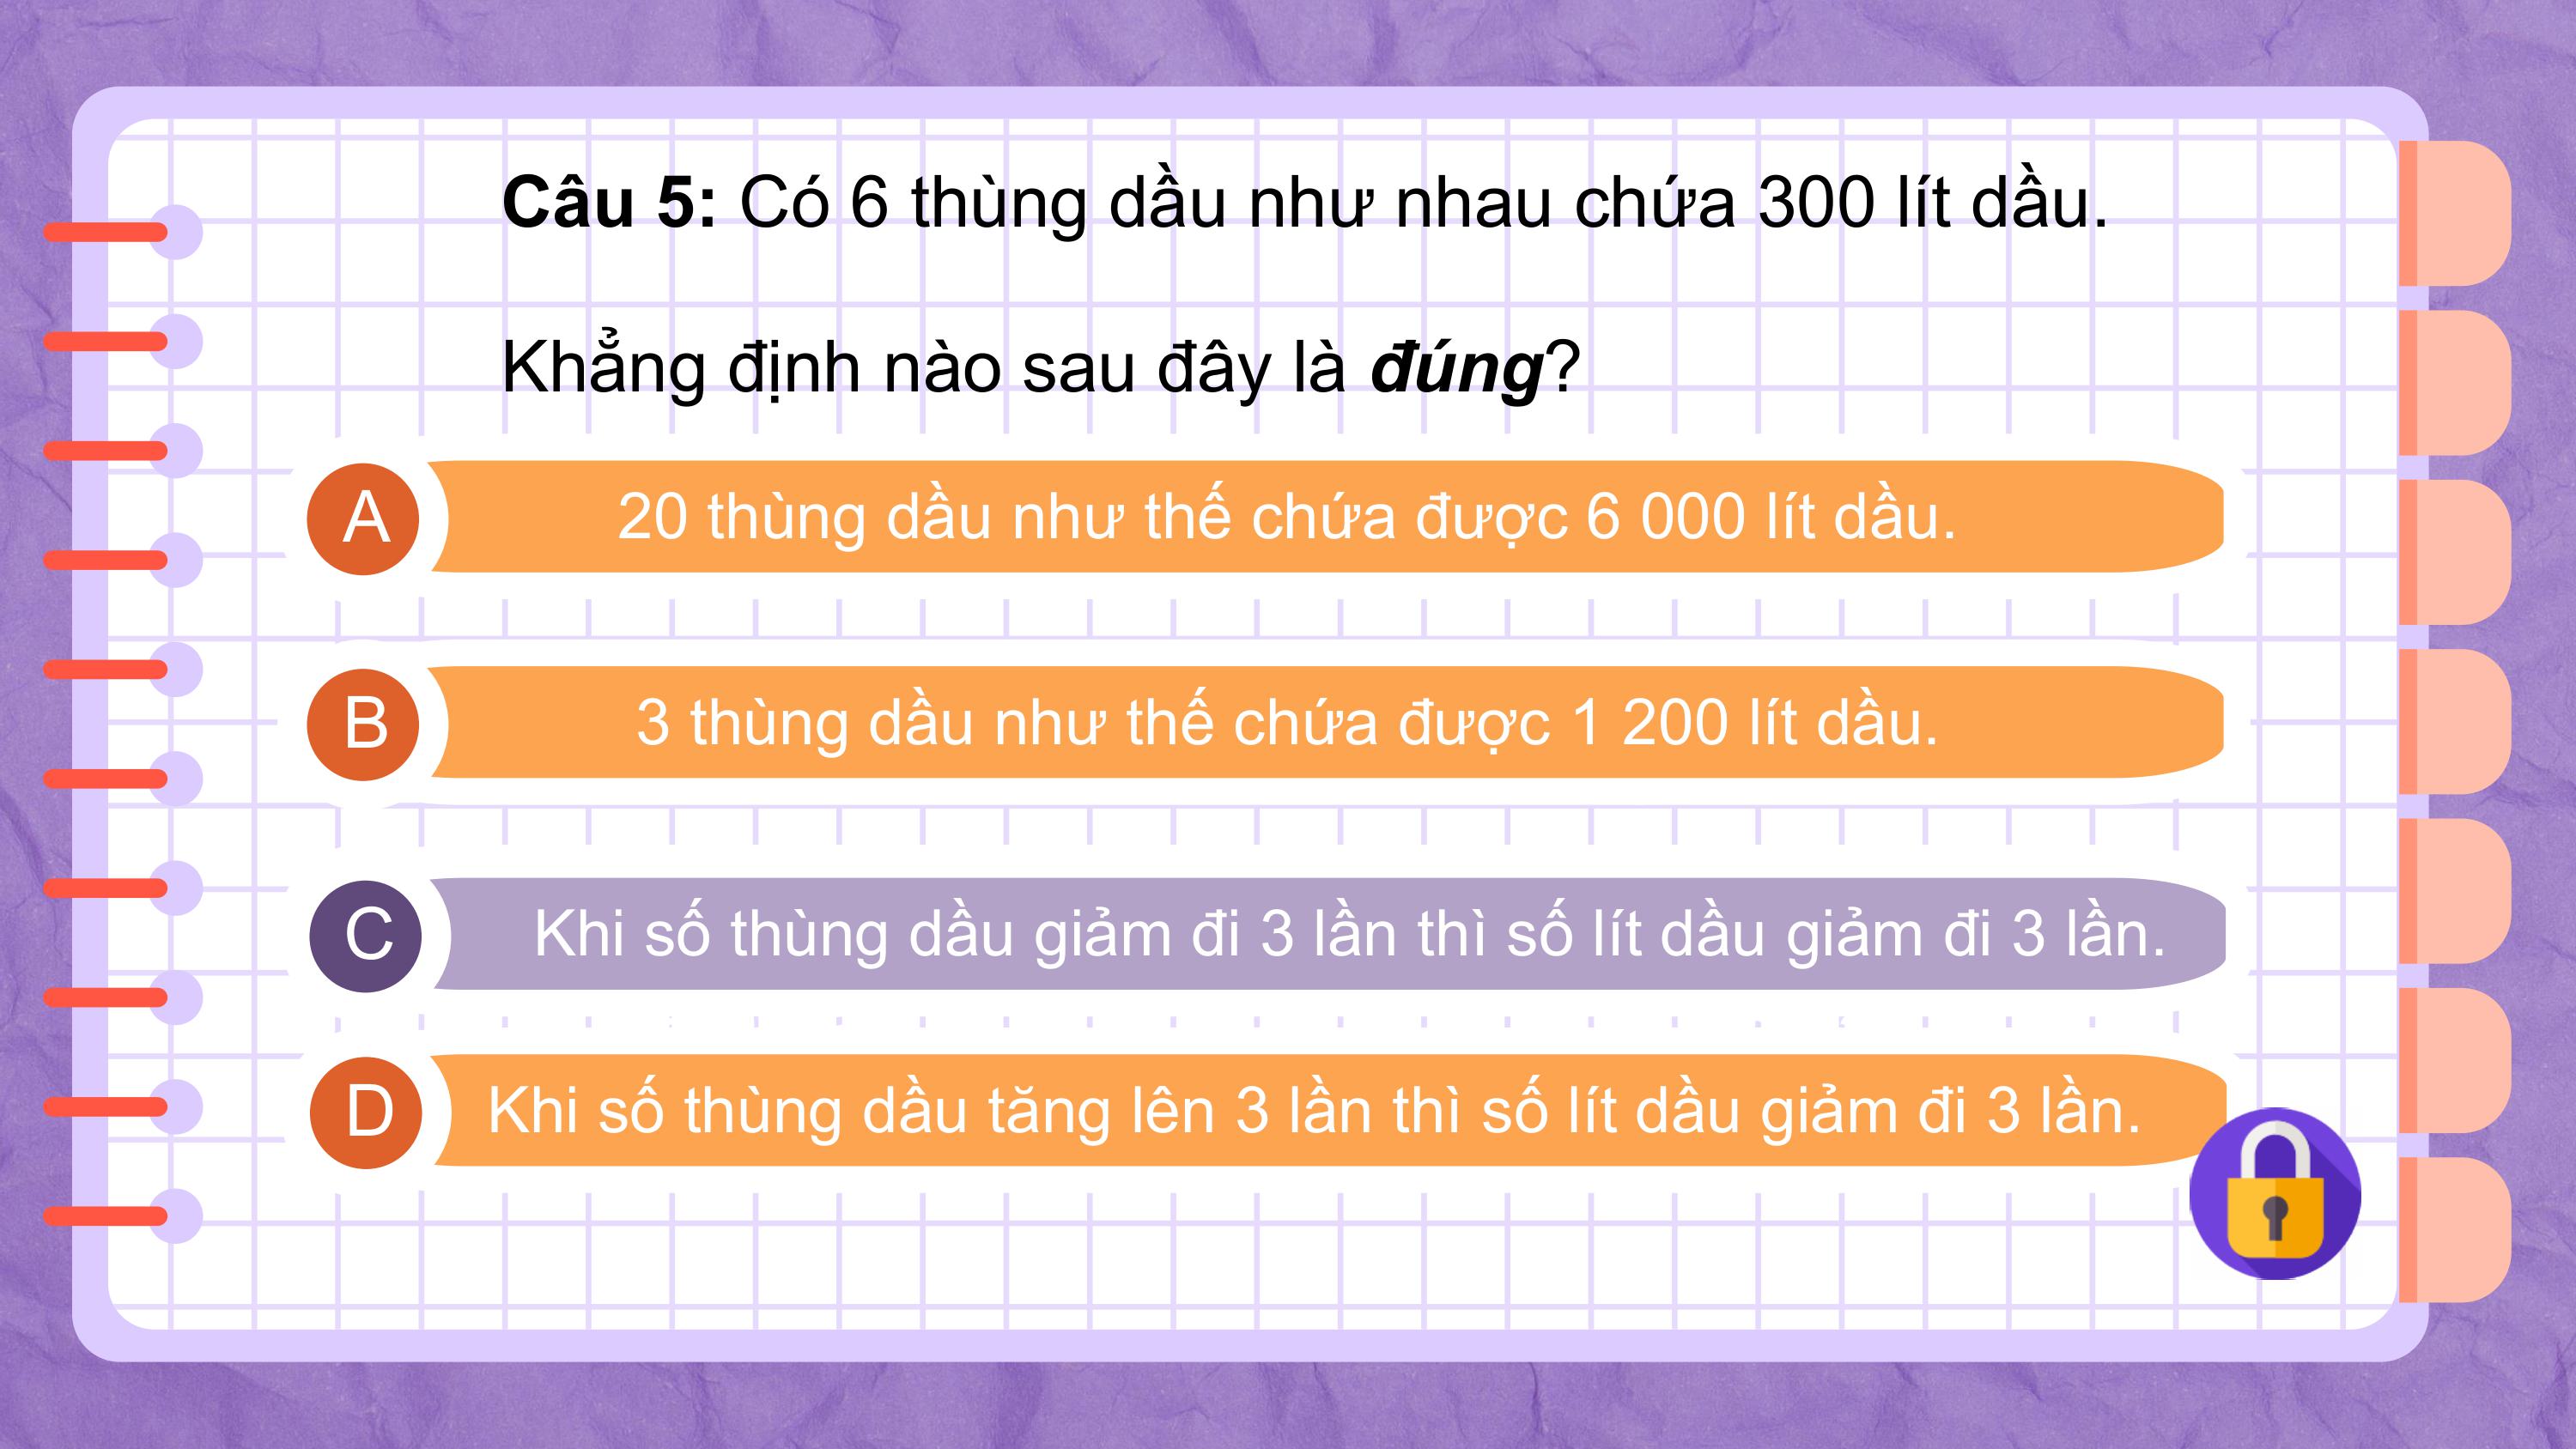 Câu 5: Có 6 thùng dầu như nhau chứa 300 lít dầu.
Khẳng định nào sau đây là đúng?
A 20 thùng dầu như thế chứa được 6 000 lít dầu.
B 3 thùng dầu như thế chứa được 1 200 lít dầu.
C Khi số thùng dầu giảm đi 3 lần thì số lít dầu giảm đi 3 lần.
D Khi số thùng dầu tăng lên 3 lần thì số lít dầu giảm đi 3 lần.